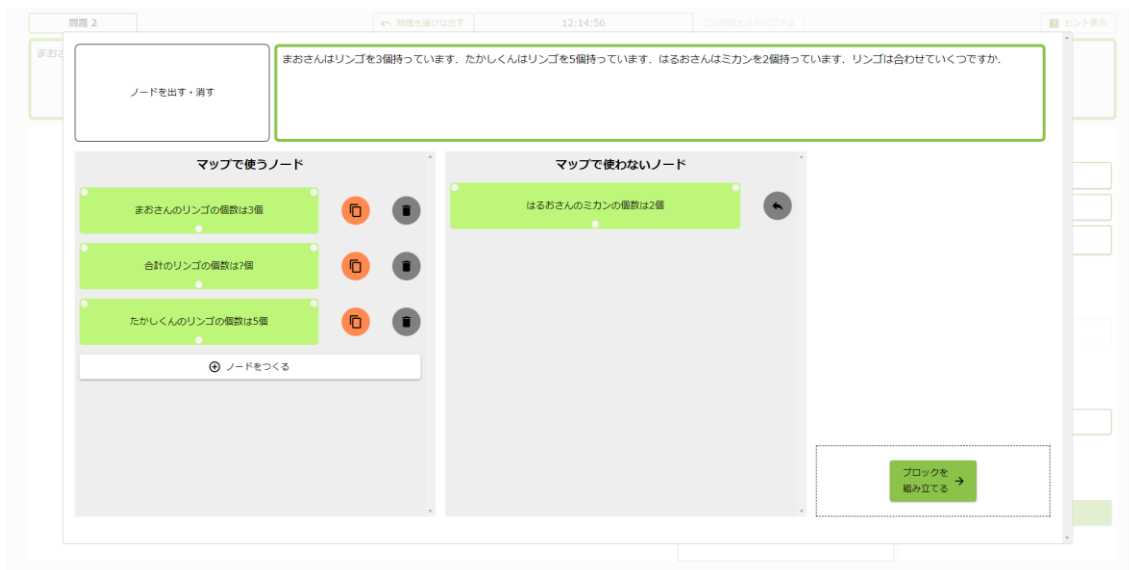 問題 2
問題を選びなおす
12:14:56
この問題をスキップする
ヒント表示
まおさ
ノードを出す・消す
まおさんはリンゴを3個持っています．たかしくんはリンゴを5個持っています．はるおさんはミカンを2個持っています．リンゴは合わせていくつですか．
マップで使うノード
マップで使わないノード
まおさんのリンゴの個数は3個
はるおさんのミカンの個数は2個
合計のリンゴの個数は?個
たかしくんのリンゴの個数は5個
ノードをつくる
ブロックを
組み立てる